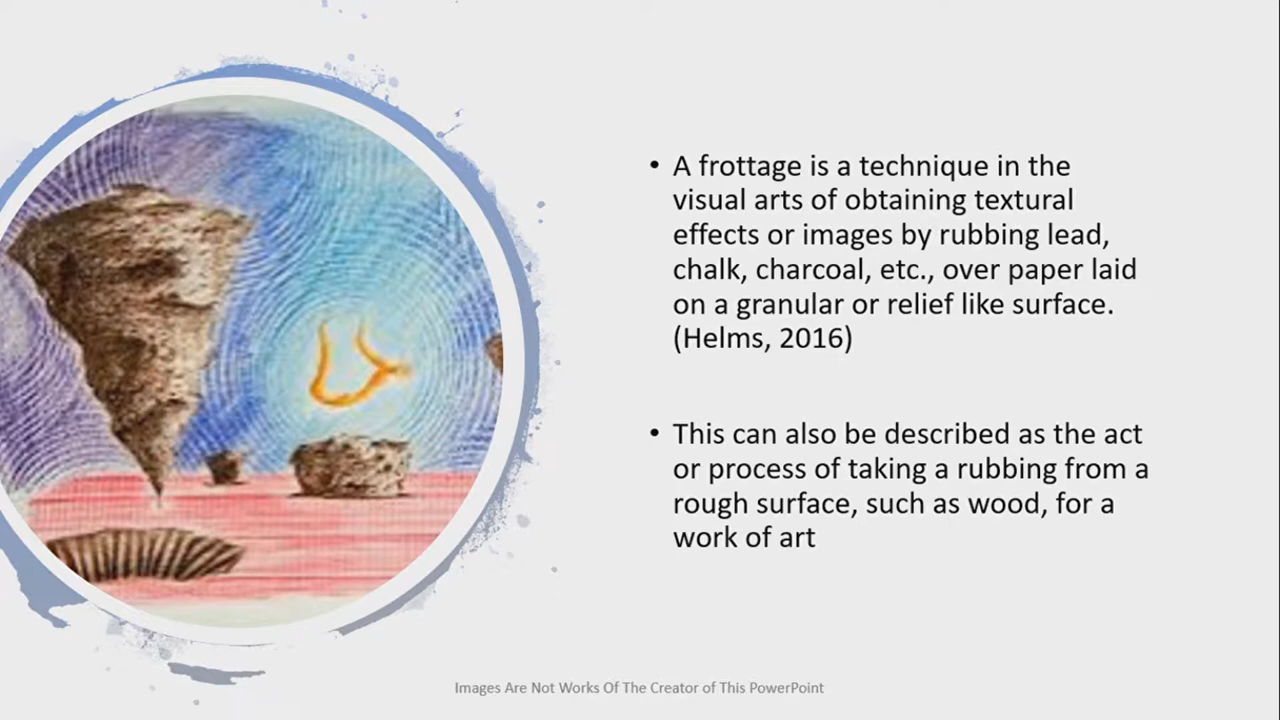 • A frottage is a technique in the
visual arts of obtaining textural
effects or images by rubbing lead,
chalk, charcoal, etc., over paper laid
on a granular or relief like surface.
(Helms, 2016)
• This can also be described as the act
or process of taking a rubbing from a
rough surface, such as wood, for a
work of art
Images Are Not Works Of The Creator of This PowerPoint